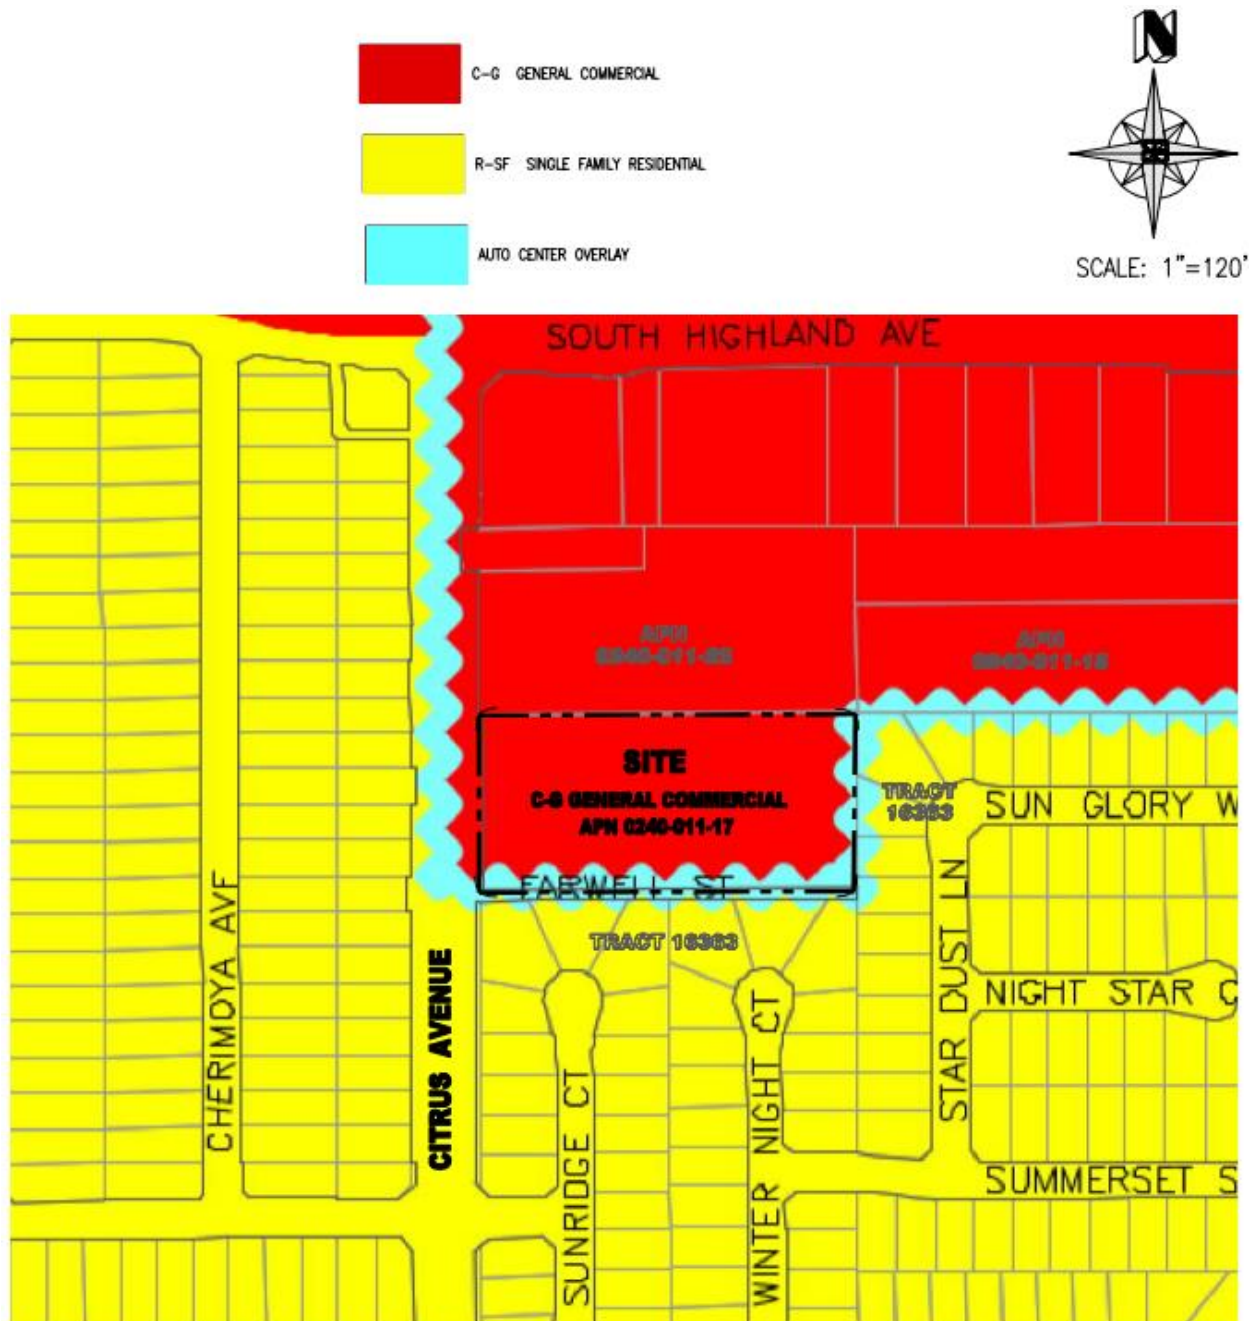 N
C-G GENERAL COMMERCIAL
R-SF SINGLE FAMILY RESIDENTIAL
AUTO CENTER OVERLAY
SCALE: 1"=120'
SOUTH HIGHLAND AVE
APN
APN
SITE
C-G GENERAL COMMERCIAL
APN 0240-011-17
TRACT
16363
SUN GLORY W
FARWELL ST
TRACT 16363
CHERIMOYA AVE
CITRUS AVENUE
SUNRIDGE CT
WINTER NIGHT CT
STAR DUST LN
NIGHT STAR C
SUMMERSET S